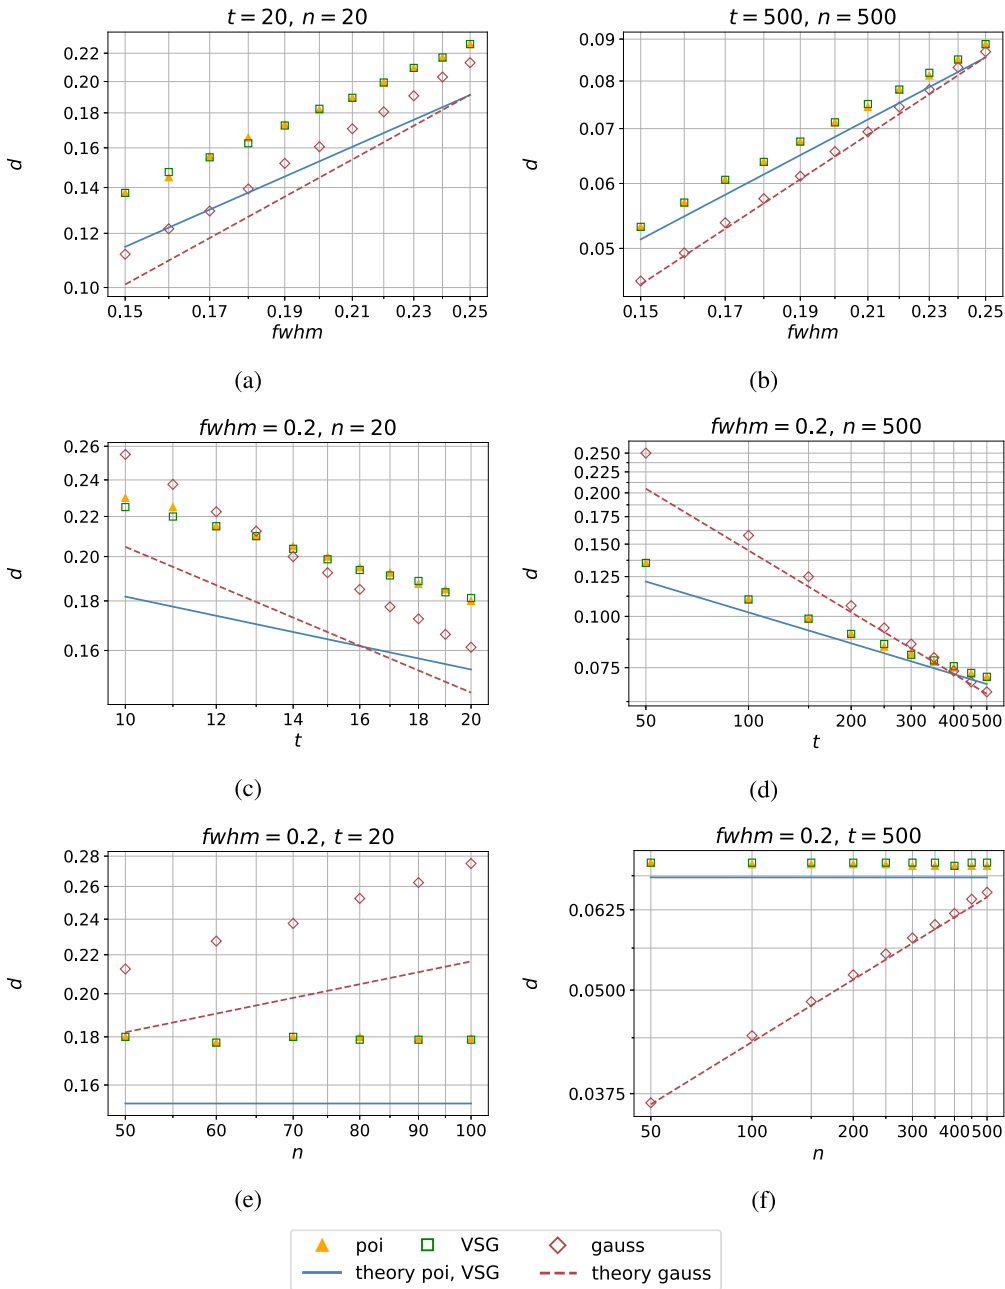 t = 20, n = 20
0.22
0.20
0.18
0.16
0.14
0.12
0.10
d
0.15 0.17 0.19 0.21 0.23 0.25
fwhm
(a)
t = 500, n = 500
0.09
0.08
0.07
0.06
0.05
d
0.15 0.17 0.19 0.21 0.23 0.25
fwhm
(b)
fwhm = 0.2, n = 20
0.26
0.24
0.22
0.20
0.18
0.16
d
10 12 14 16 18 20
t
(c)
fwhm = 0.2, n = 500
0.250
0.225
0.200
0.175
0.150
0.125
0.100
0.075
d
50 100 200 300 400 500
t
(d)
fwhm = 0.2, t = 20
0.28
0.26
0.24
0.22
0.20
0.18
0.16
d
50 60 70 80 90 100
n
(e)
fwhm = 0.2, t = 500
0.0625
0.0500
0.0375
d
50 100 200 300 400 500
n
(f)
poi VSG gauss
theory poi, VSG theory gauss